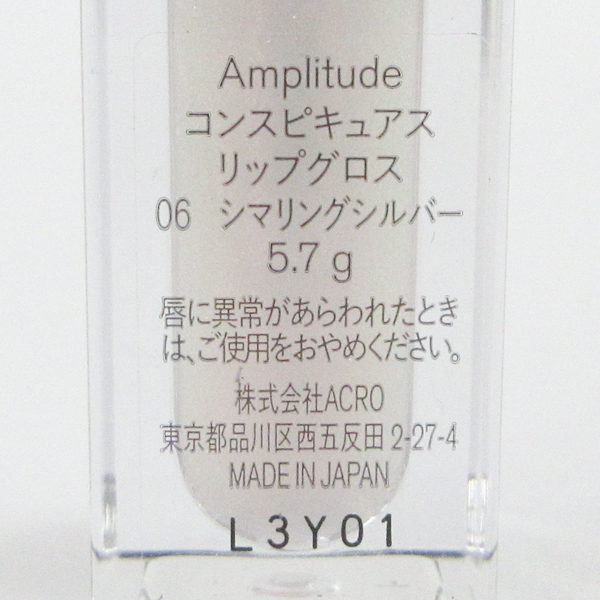 Amplitude
コンスピキュアス
リップグロス
06 シマリングシルバー
5.7 g
唇に異常があらわれたとき
は、ご使用をおやめください。
株式会社ACRO
東京都品川区西五反田 2-27-4
MADE IN JAPAN
L3Y01